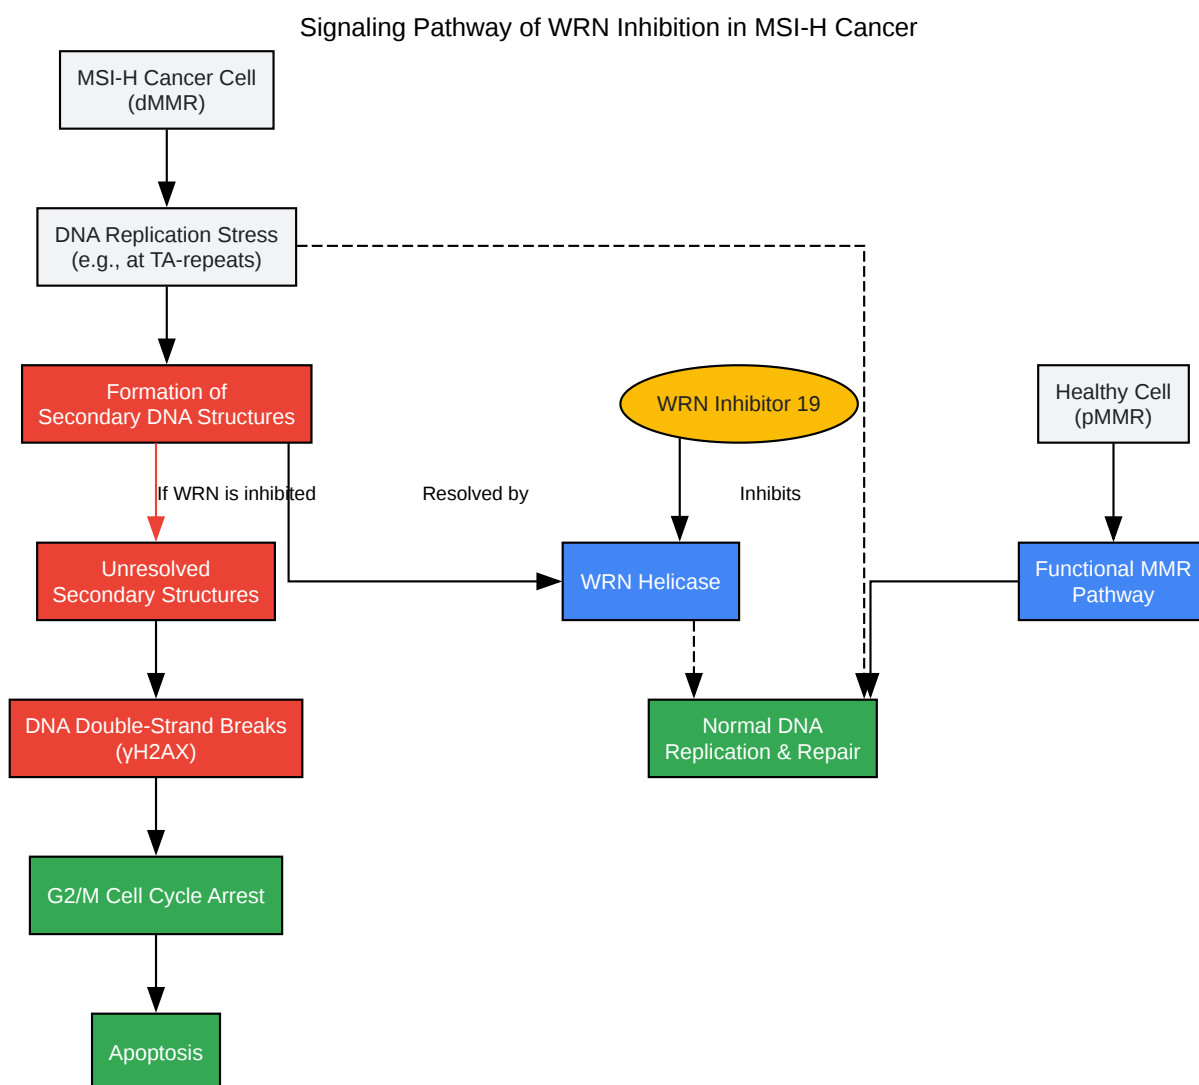 Signaling Pathway of WRN Inhibition in MSI-H Cancer
MSI-H Cancer Cell
(dMMR)
DNA Replication Stress
(e.g., at TA-repeats)
Formation of
Secondary DNA Structures
WRN Inhibitor 19
Healthy Cell
(pMMR)
If WRN is inhibited
Resolved by
Inhibits
Unresolved
Secondary Structures
WRN Helicase
Functional MMR
Pathway
DNA Double-Strand Breaks
(γH2AX)
Normal DNA
Replication & Repair
G2/M Cell Cycle Arrest
Apoptosis